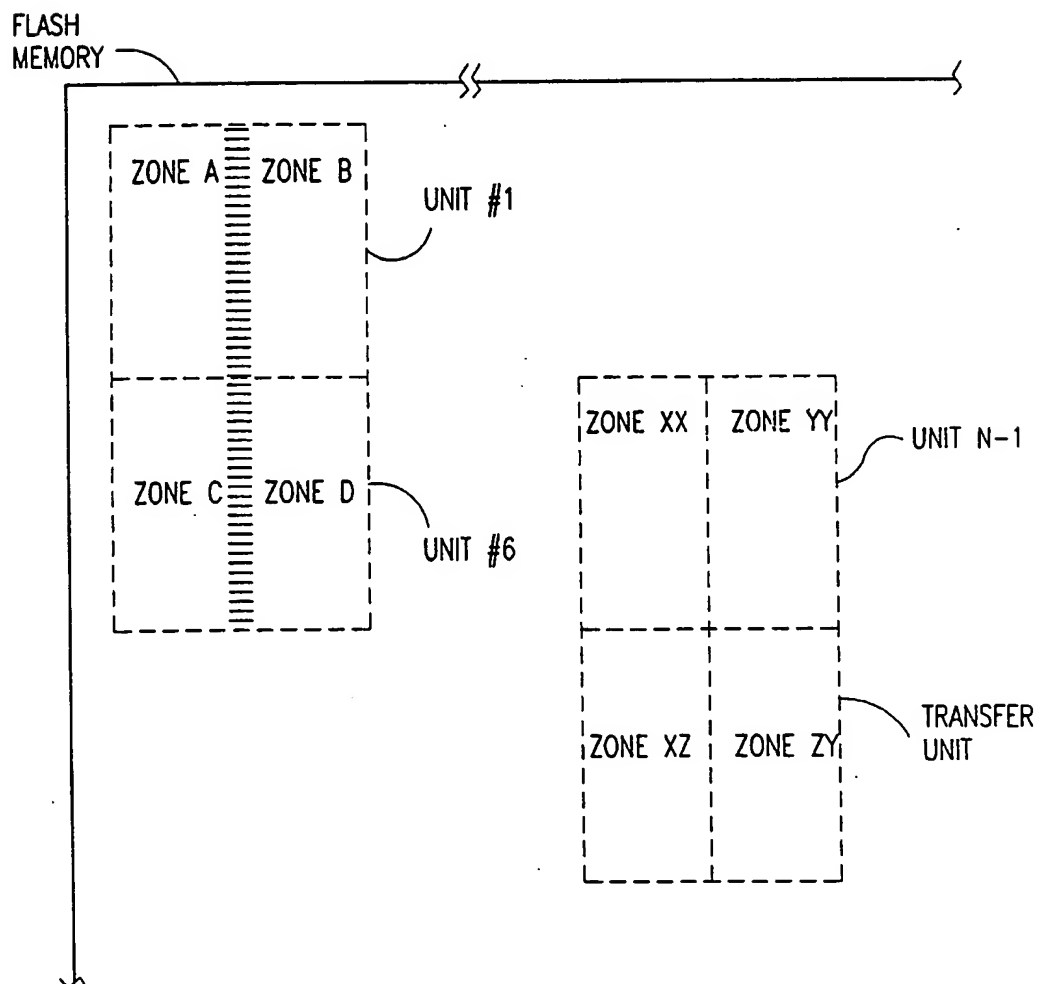 FLASH
MEMORY
ZONE A
ZONE B
UNIT #1
ZONE C
ZONE D
UNIT #6
ZONE XX
ZONE YY
UNIT N-1
ZONE XZ
ZONE ZY
TRANSFER
UNIT